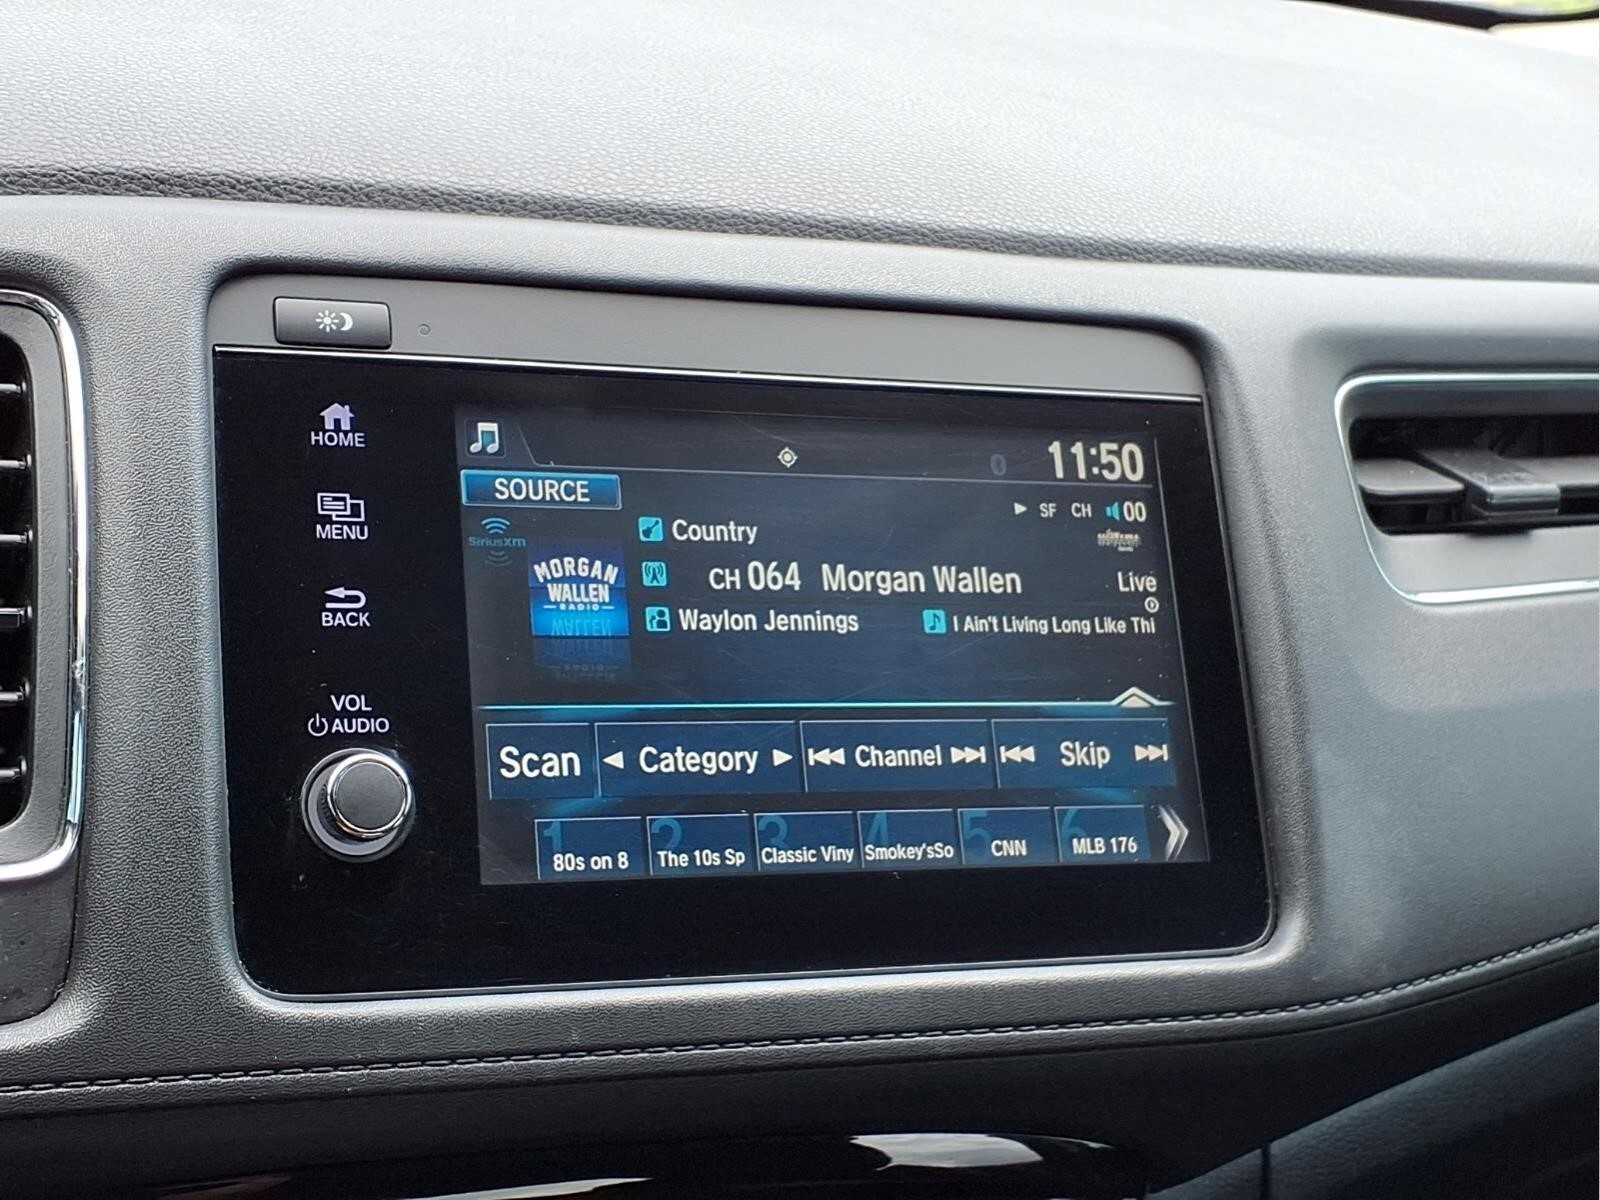 HOME
MENU
BACK
VOL
AUDIO
11:50
SOURCE
SF CH 00
SiriusXm
Country
MORGAN
WALLEN
RADIO
CH 064 Morgan Wallen Live
Waylon Jennings I Ain't Living Long Like Thi
Scan Category Channel Skip
1 2 3 4 5 6
80s on 8 The 10s Sp Classic Viny Smokey'sSo CNN MLB 176